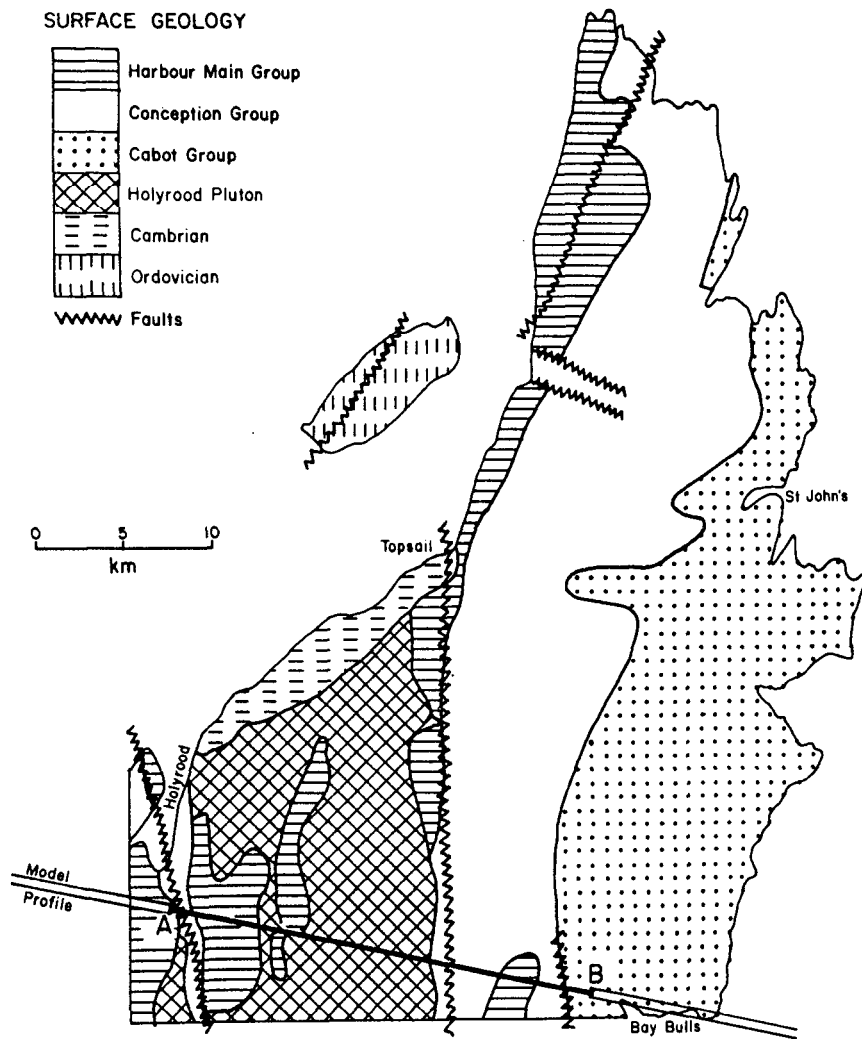 SURFACE GEOLOGY
Harbour Main Group
Conception Group
Cabot Group
Holyrood Pluton
Cambrian
Ordovician
Faults
0 5 10
km
Topsail
St John's
Holyrood
Model
Profile
A
B
Bay Bulls